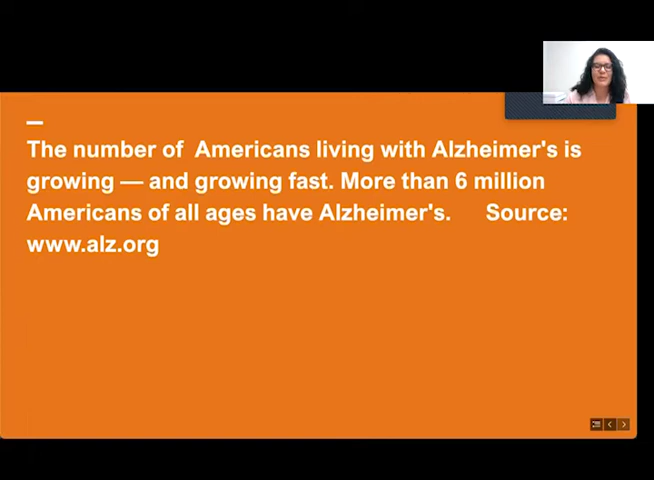 The number of Americans living with Alzheimer's is
growing — and growing fast. More than 6 million
Americans of all ages have Alzheimer's. Source:
www.alz.org